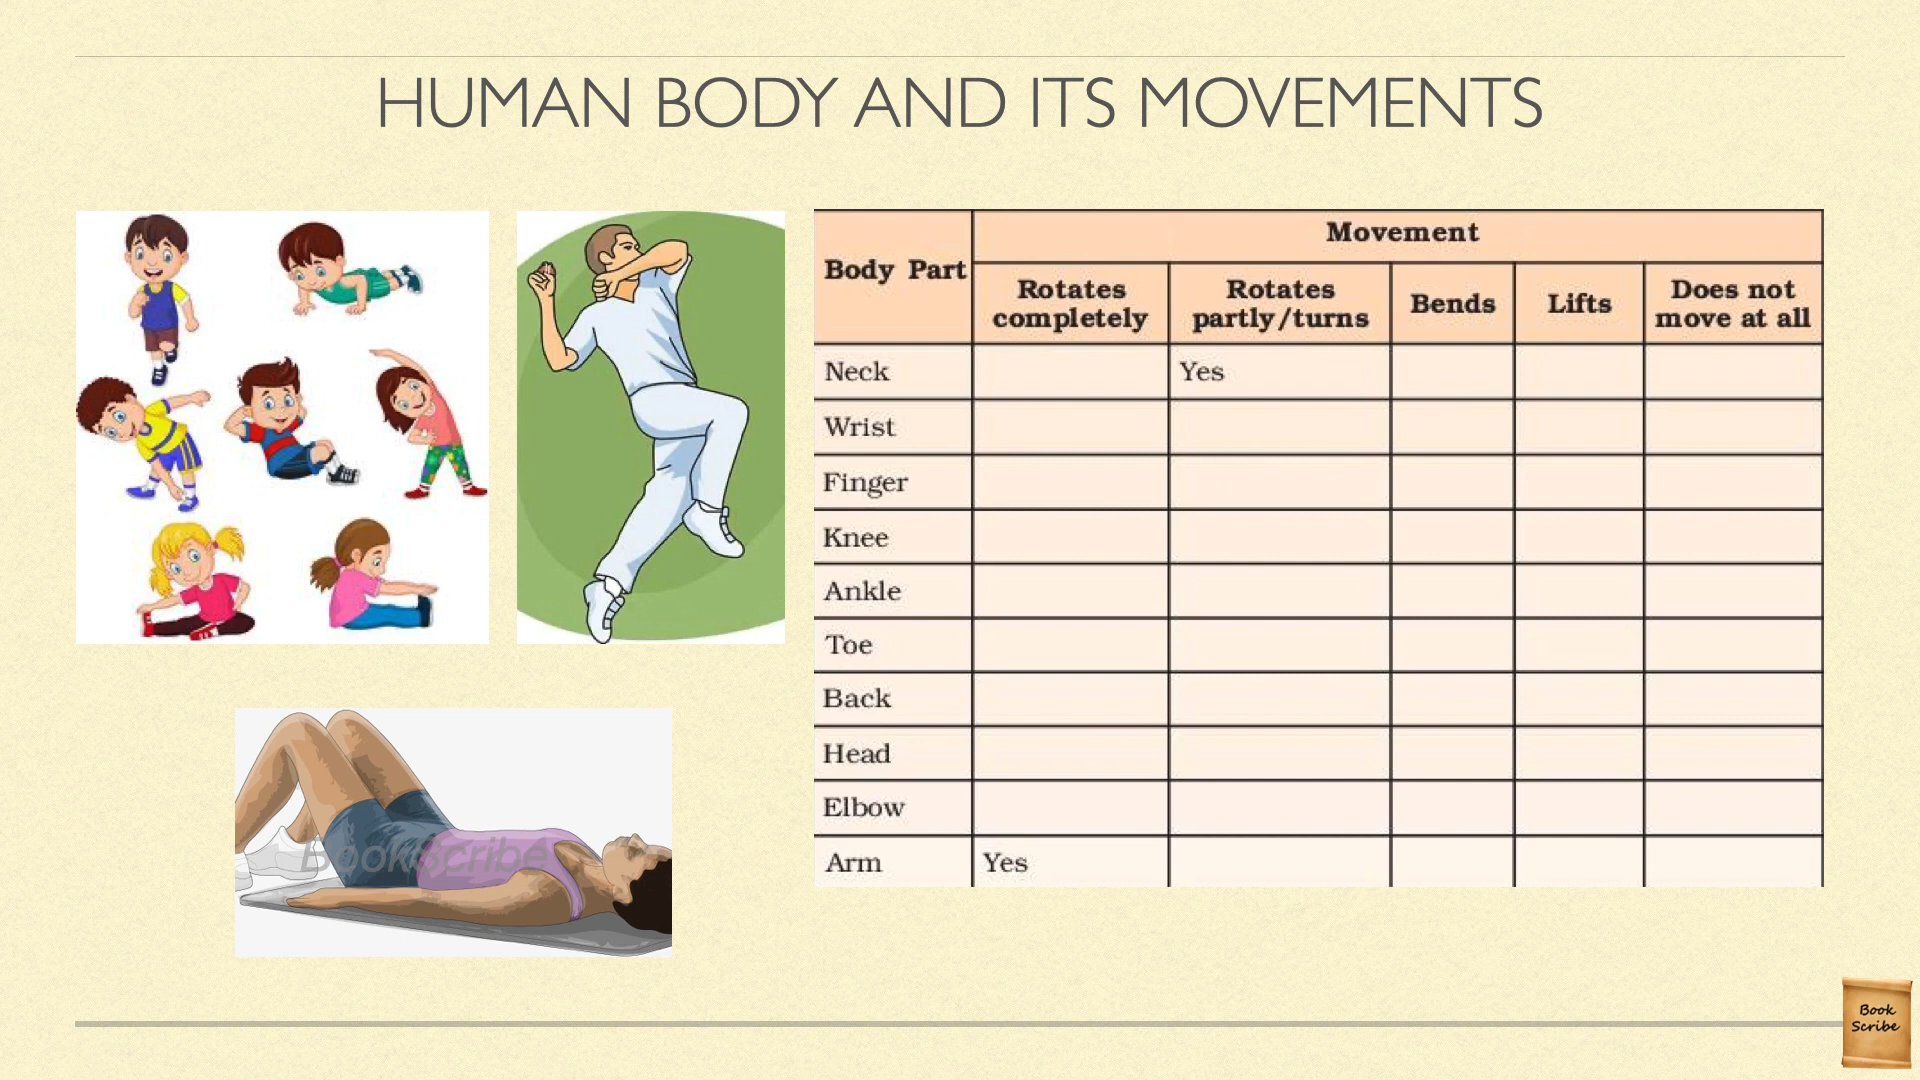 HUMAN BODY AND ITS MOVEMENTS
Body Part
Movement
Rotates completely
Rotates partly/turns
Bends
Lifts
Does not move at all
Neck Yes
Wrist
Finger
Knee
Ankle
Toe
Back
Head
Elbow
Arm Yes
BookScribe
Book
Scribe